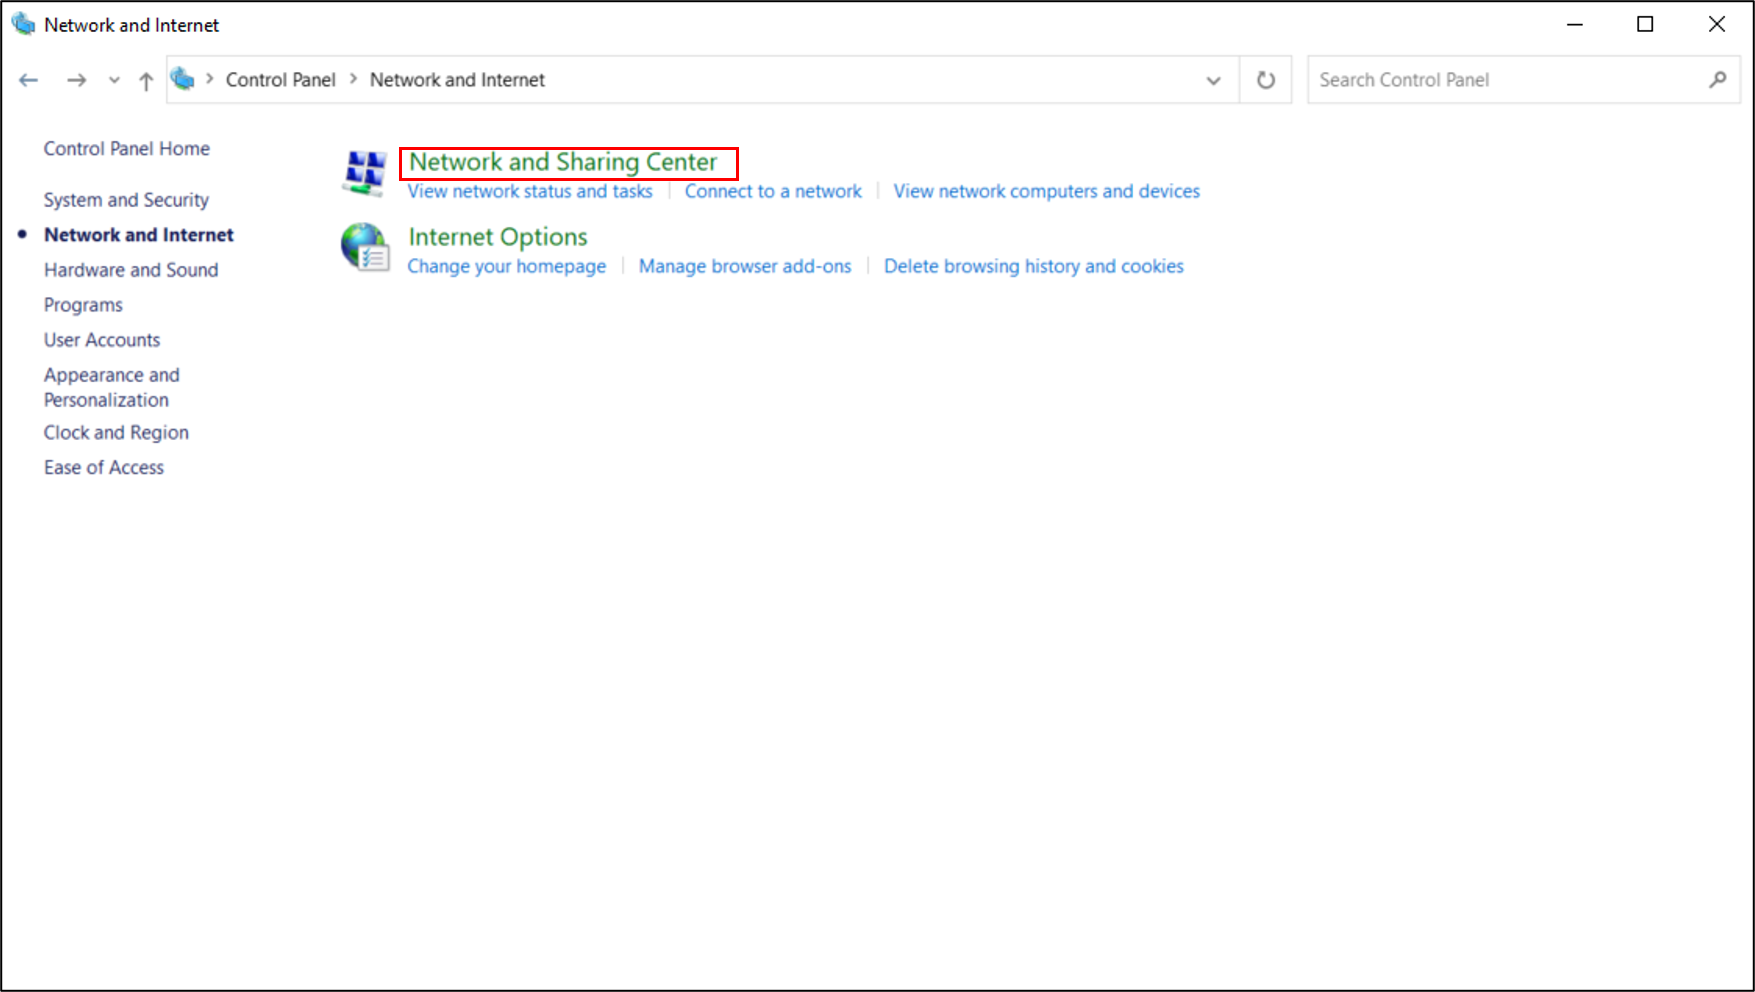 Network and Internet
Control Panel > Network and Internet
Search Control Panel
Control Panel Home
System and Security
Network and Internet
Hardware and Sound
Programs
User Accounts
Appearance and
Personalization
Clock and Region
Ease of Access
Network and Sharing Center
View network status and tasks | Connect to a network | View network computers and devices
Internet Options
Change your homepage | Manage browser add-ons | Delete browsing history and cookies